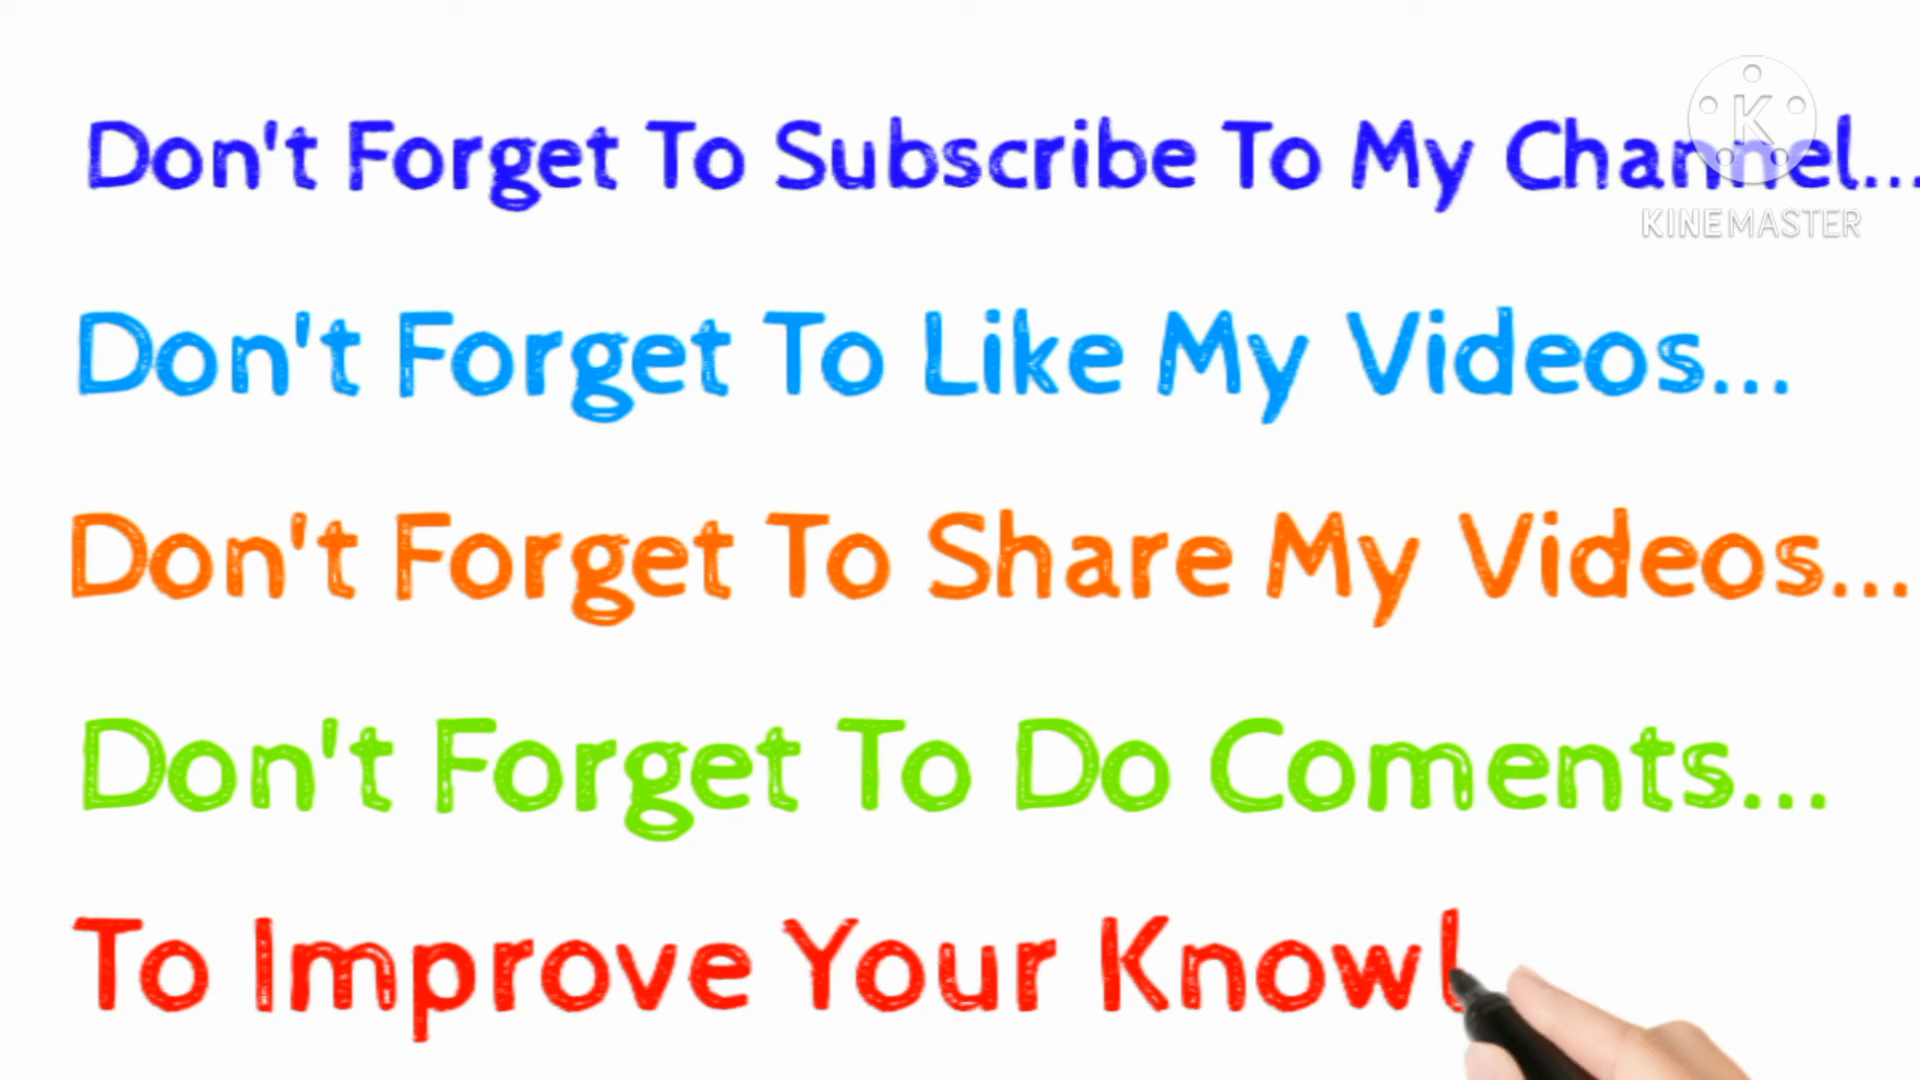 Don't Forget To Subscribe To My Channel...
KINEMASTER
Don't Forget To Like My Videos...
Don't Forget To Share My Videos...
Don't Forget To Do Coments...
To Improve Your Knowl